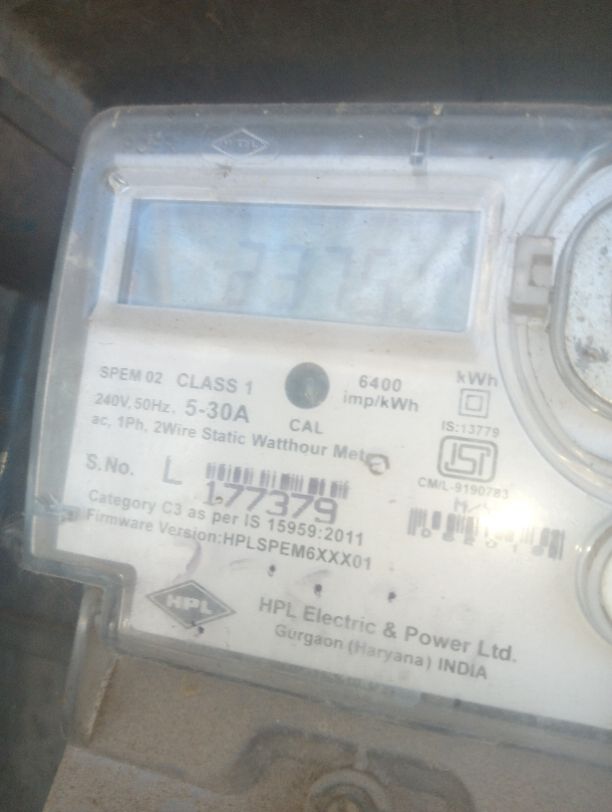 SPEM 02 CLASS 1
240V, 50Hz, 5-30A
ac, 1Ph, 2Wire Static Watthour
CAL
6400
imp/kWh
kWh
IS:13779
CM/L-9190783
S.No. L 177379
Category C3 as per IS 15959:2011
Firmware Version:HPLSPEM6XXX01
HPL
HPL Electric & Power Ltd.
Gurgaon (Haryana) INDIA